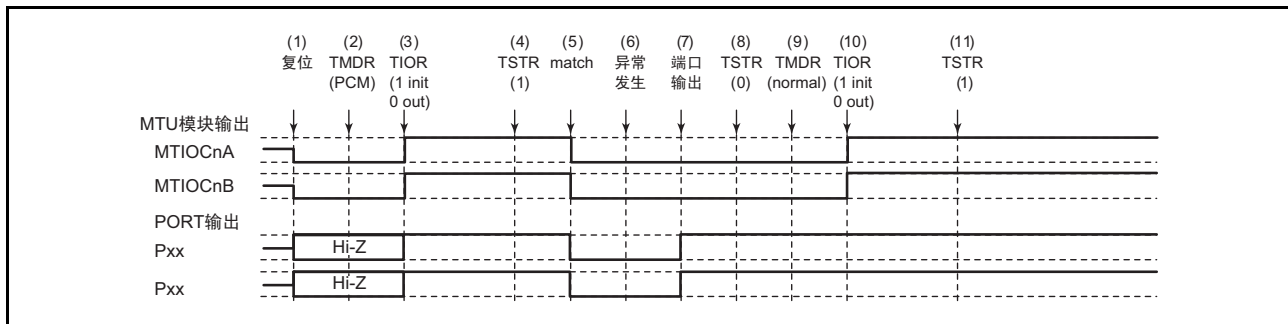 (1) (2) (3) (4) (5) (6) (7) (8) (9) (10) (11)
复位 TMDR TIOR TSTR match 异常 端口 TSTR TMDR TIOR TSTR
(PCM) (1 init (1) 发生 输出 (0) (normal) (1 init (1)
0 out) 0 out)
MTU模块输出
MTIOCnA
MTIOCnB
PORT输出
Pxx Hi-Z
Pxx Hi-Z